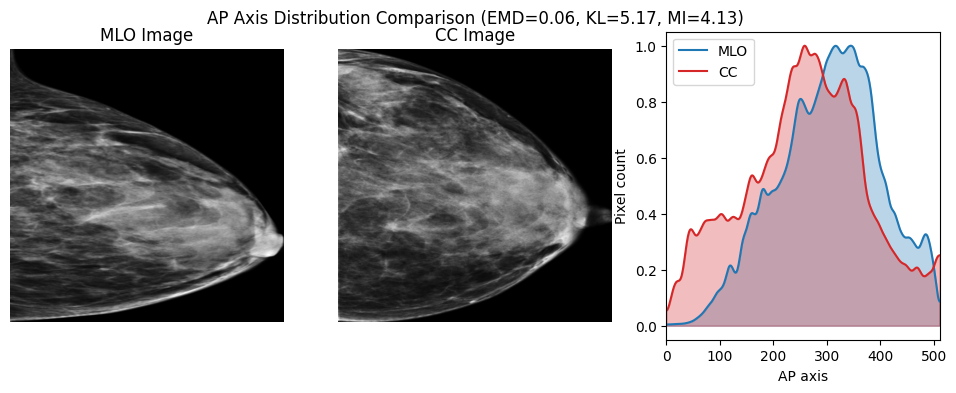 AP Axis Distribution Comparison (EMD=0.06, KL=5.17, MI=4.13)
MLO Image
CC Image
MLO
CC
Pixel count
1.0
0.8
0.6
0.4
0.2
0.0
0 100 200 300 400 500
AP axis